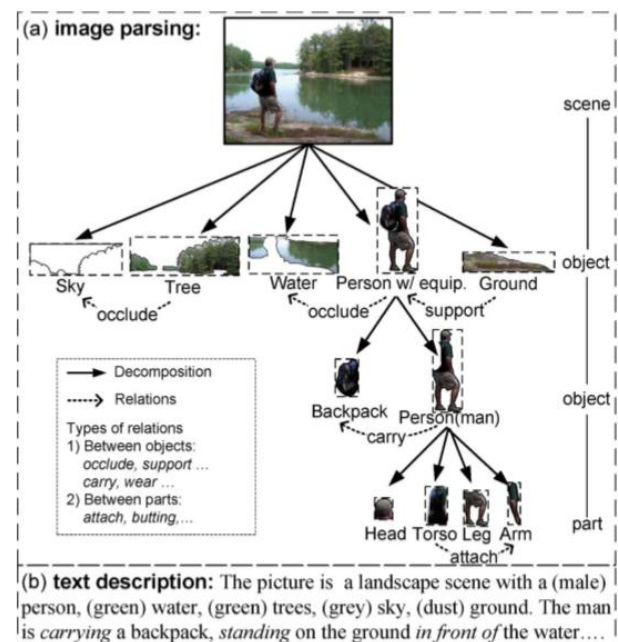 (a) image parsing:
scene
object
Sky Tree Water Person w/ equip. Ground
occlude occlude support
Decomposition
Relations
Types of relations
1) Between objects:
occlude, support ...
carry, wear ...
2) Between parts:
attach, butting,...
Backpack Person(man)
object
carry
Head Torso Leg Arm
part
attach
(b) text description: The picture is a landscape scene with a (male)
person, (green) water, (green) trees, (grey) sky, (dust) ground. The man
is carrying a backpack, standing on the ground in front of the water....